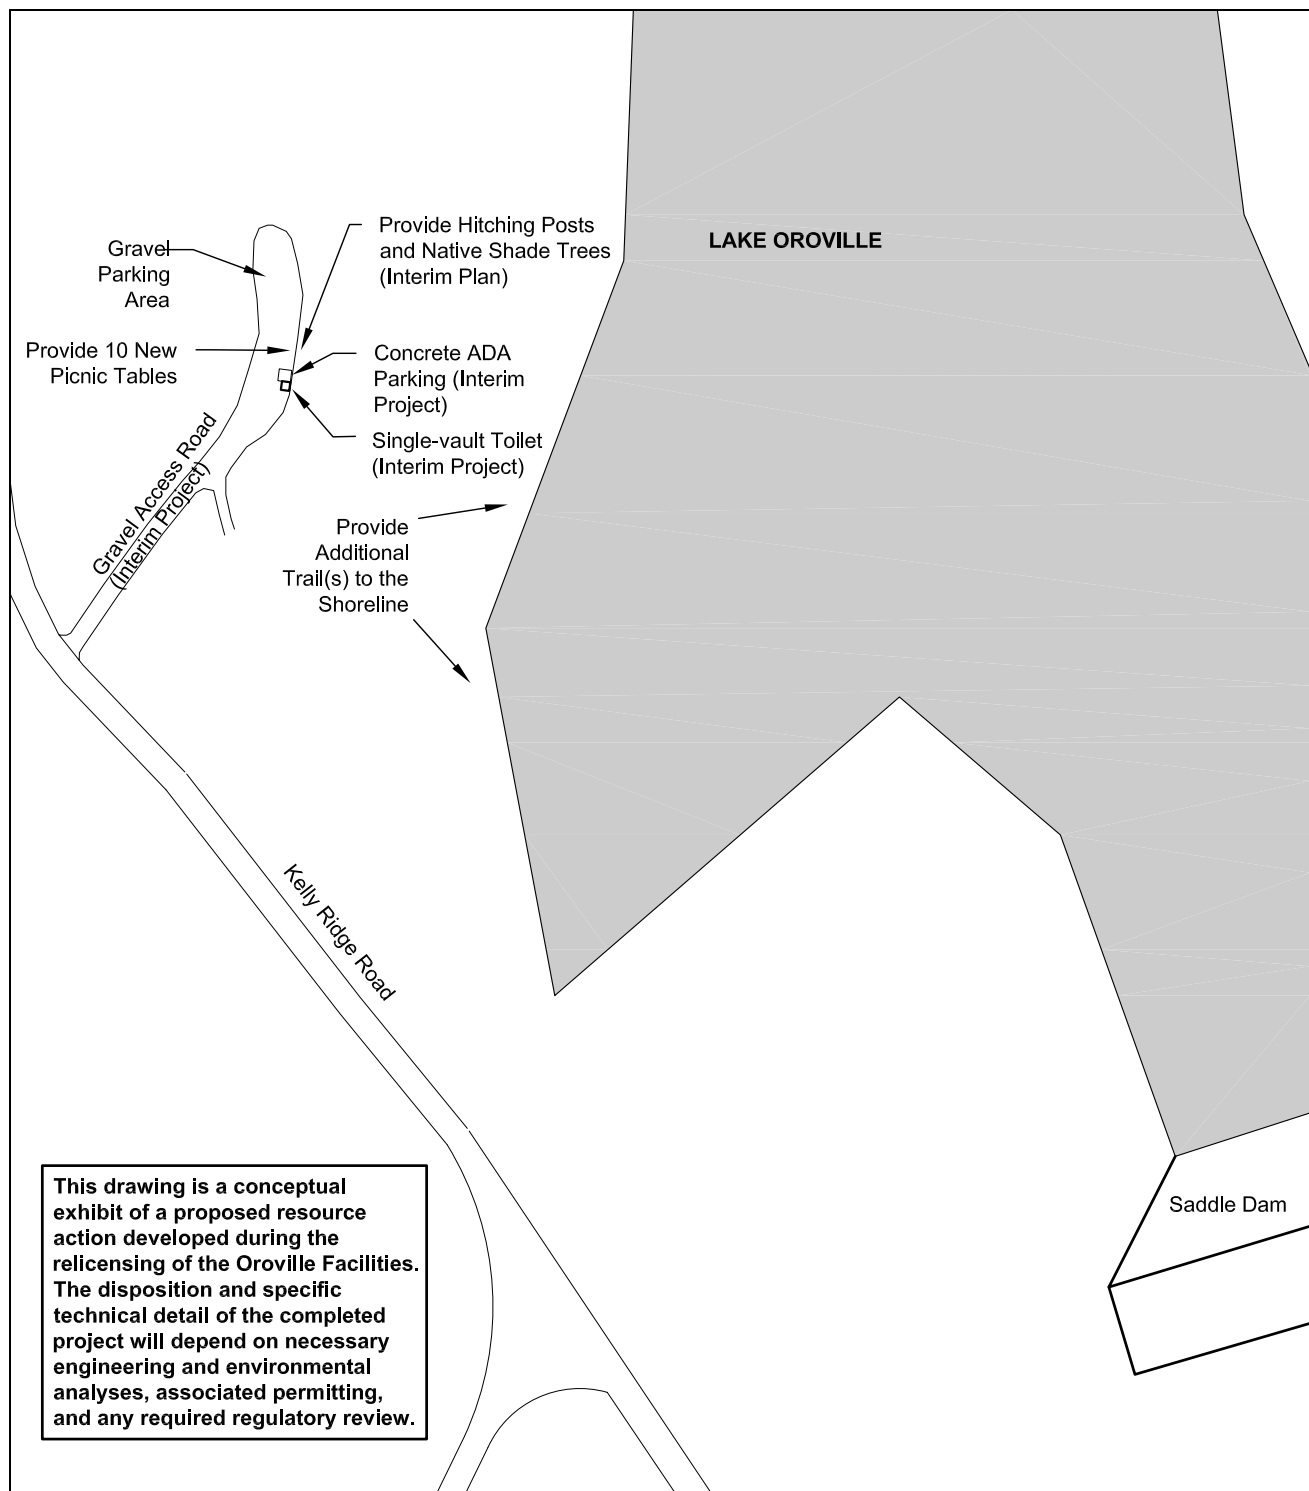 Provide Hitching Posts
and Native Shade Trees
(Interim Plan)
LAKE OROVILLE
Gravel
Parking
Area
Provide 10 New
Picnic Tables
Concrete ADA
Parking (Interim
Project)
Single-vault Toilet
(Interim Project)
Gravel Access Road
(Interim Project)
Provide
Additional
Trail(s) to the
Shoreline
Kelly Ridge Road
Saddle Dam
This drawing is a conceptual
exhibit of a proposed resource
action developed during the
relicensing of the Oroville Facilities.
The disposition and specific
technical detail of the completed
project will depend on necessary
engineering and environmental
analyses, associated permitting,
and any required regulatory review.